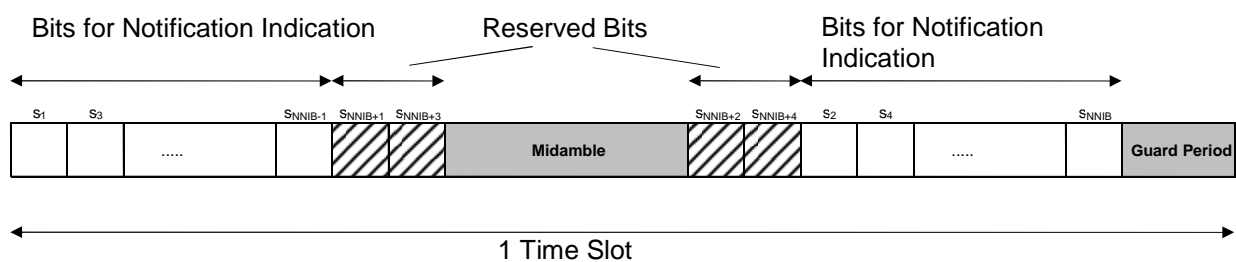 Bits for Notification Indication Reserved Bits Bits for Notification
Indication
s1 s3 sNNIB-1 sNNIB+1 sNNIB+3 sNNIB+2 sNNIB+4 s2 s4 sNNIB
..... Midamble ..... Guard Period
1 Time Slot